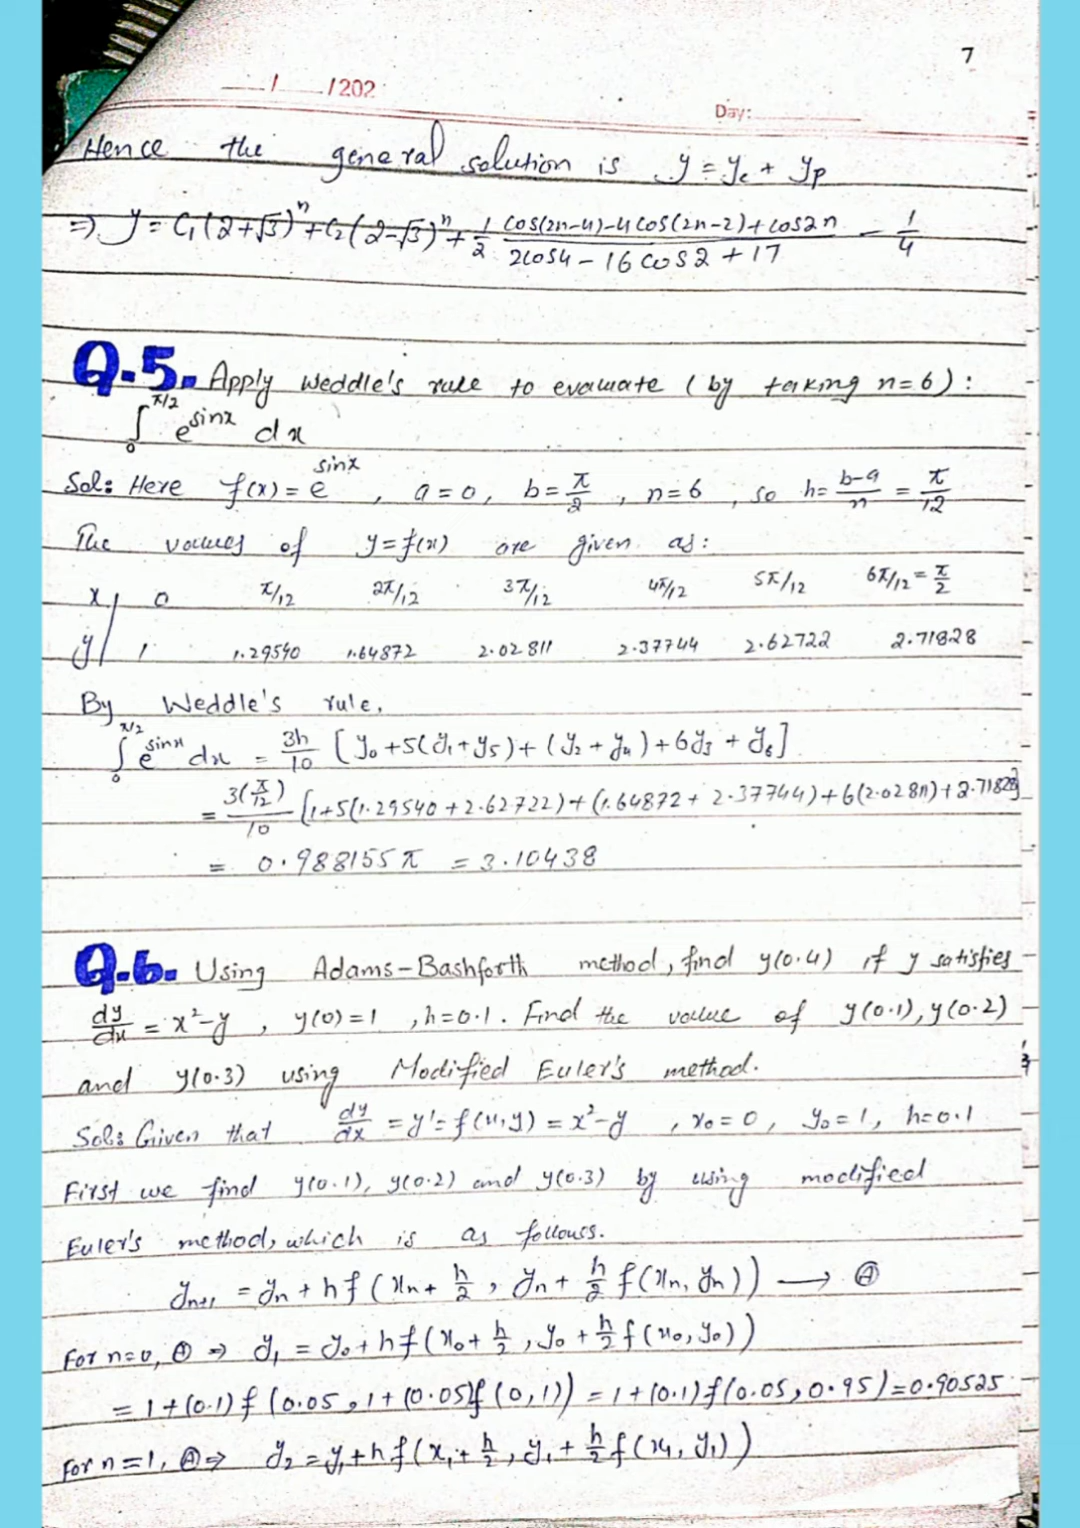 7
/ /202
Day:
Hence the general solution is y = yc + yp
⇒ y = C₁(2+√3)ⁿ + C₂(2-√3)ⁿ + 1/2 (cos(2n-4) - 4cos(2n-2) + cos2n)/(2cos4 - 16cos2 + 17) - 1/4
Q.5. Apply Weddle's rule to evaluate (by taking n=6):
∫₀^(π/2) e^(sinx) dx
Sol: Here f(x) = e^(sinx), a=0, b=π/2, n=6, so h = (b-a)/n = π/12
The values of y=f(x) are given as:
x 0 π/12 2π/12 3π/12 4π/12 5π/12 6π/12 = π/2
y 1 1.29540 1.64872 2.02811 2.37744 2.62722 2.71828
By Weddle's rule,
∫₀^(π/2) e^(sinx) dx = 3h/10 [y₀ + 5(y₁+y₅) + (y₂+y₄) + 6y₃ + y₆]
= 3(π/12)/10 [1+5(1.29540+2.62722)+(1.64872+2.37744)+6(2.02811)+2.71828]
= 0.988155π = 3.10438
Q.6. Using Adams-Bashforth method, find y(0.4) if y satisfies
dy/dx = x²-y, y(0)=1, h=0.1. Find the value of y(0.1), y(0.2)
and y(0.3) using Modified Euler's method.
Sol: Given that dy/dx = y' = f(x,y) = x²-y, x₀=0, y₀=1, h=0.1
First we find y(0.1), y(0.2) and y(0.3) by using modified
Euler's method, which is as follows.
yₙ₊₁ = yₙ + hf(xₙ + h/2, yₙ + h/2 f(xₙ, yₙ)) → Ⓐ
For n=0, Ⓐ ⇒ y₁ = y₀ + hf(x₀ + h/2, y₀ + h/2 f(x₀, y₀))
= 1+(0.1)f(0.05, 1+(0.05)f(0,1)) = 1+(0.1)f(0.05, 0.95) = 0.90525
For n=1, Ⓐ ⇒ y₂ = y₁ + hf(x₁ + h/2, y₁ + h/2 f(x₁, y₁))